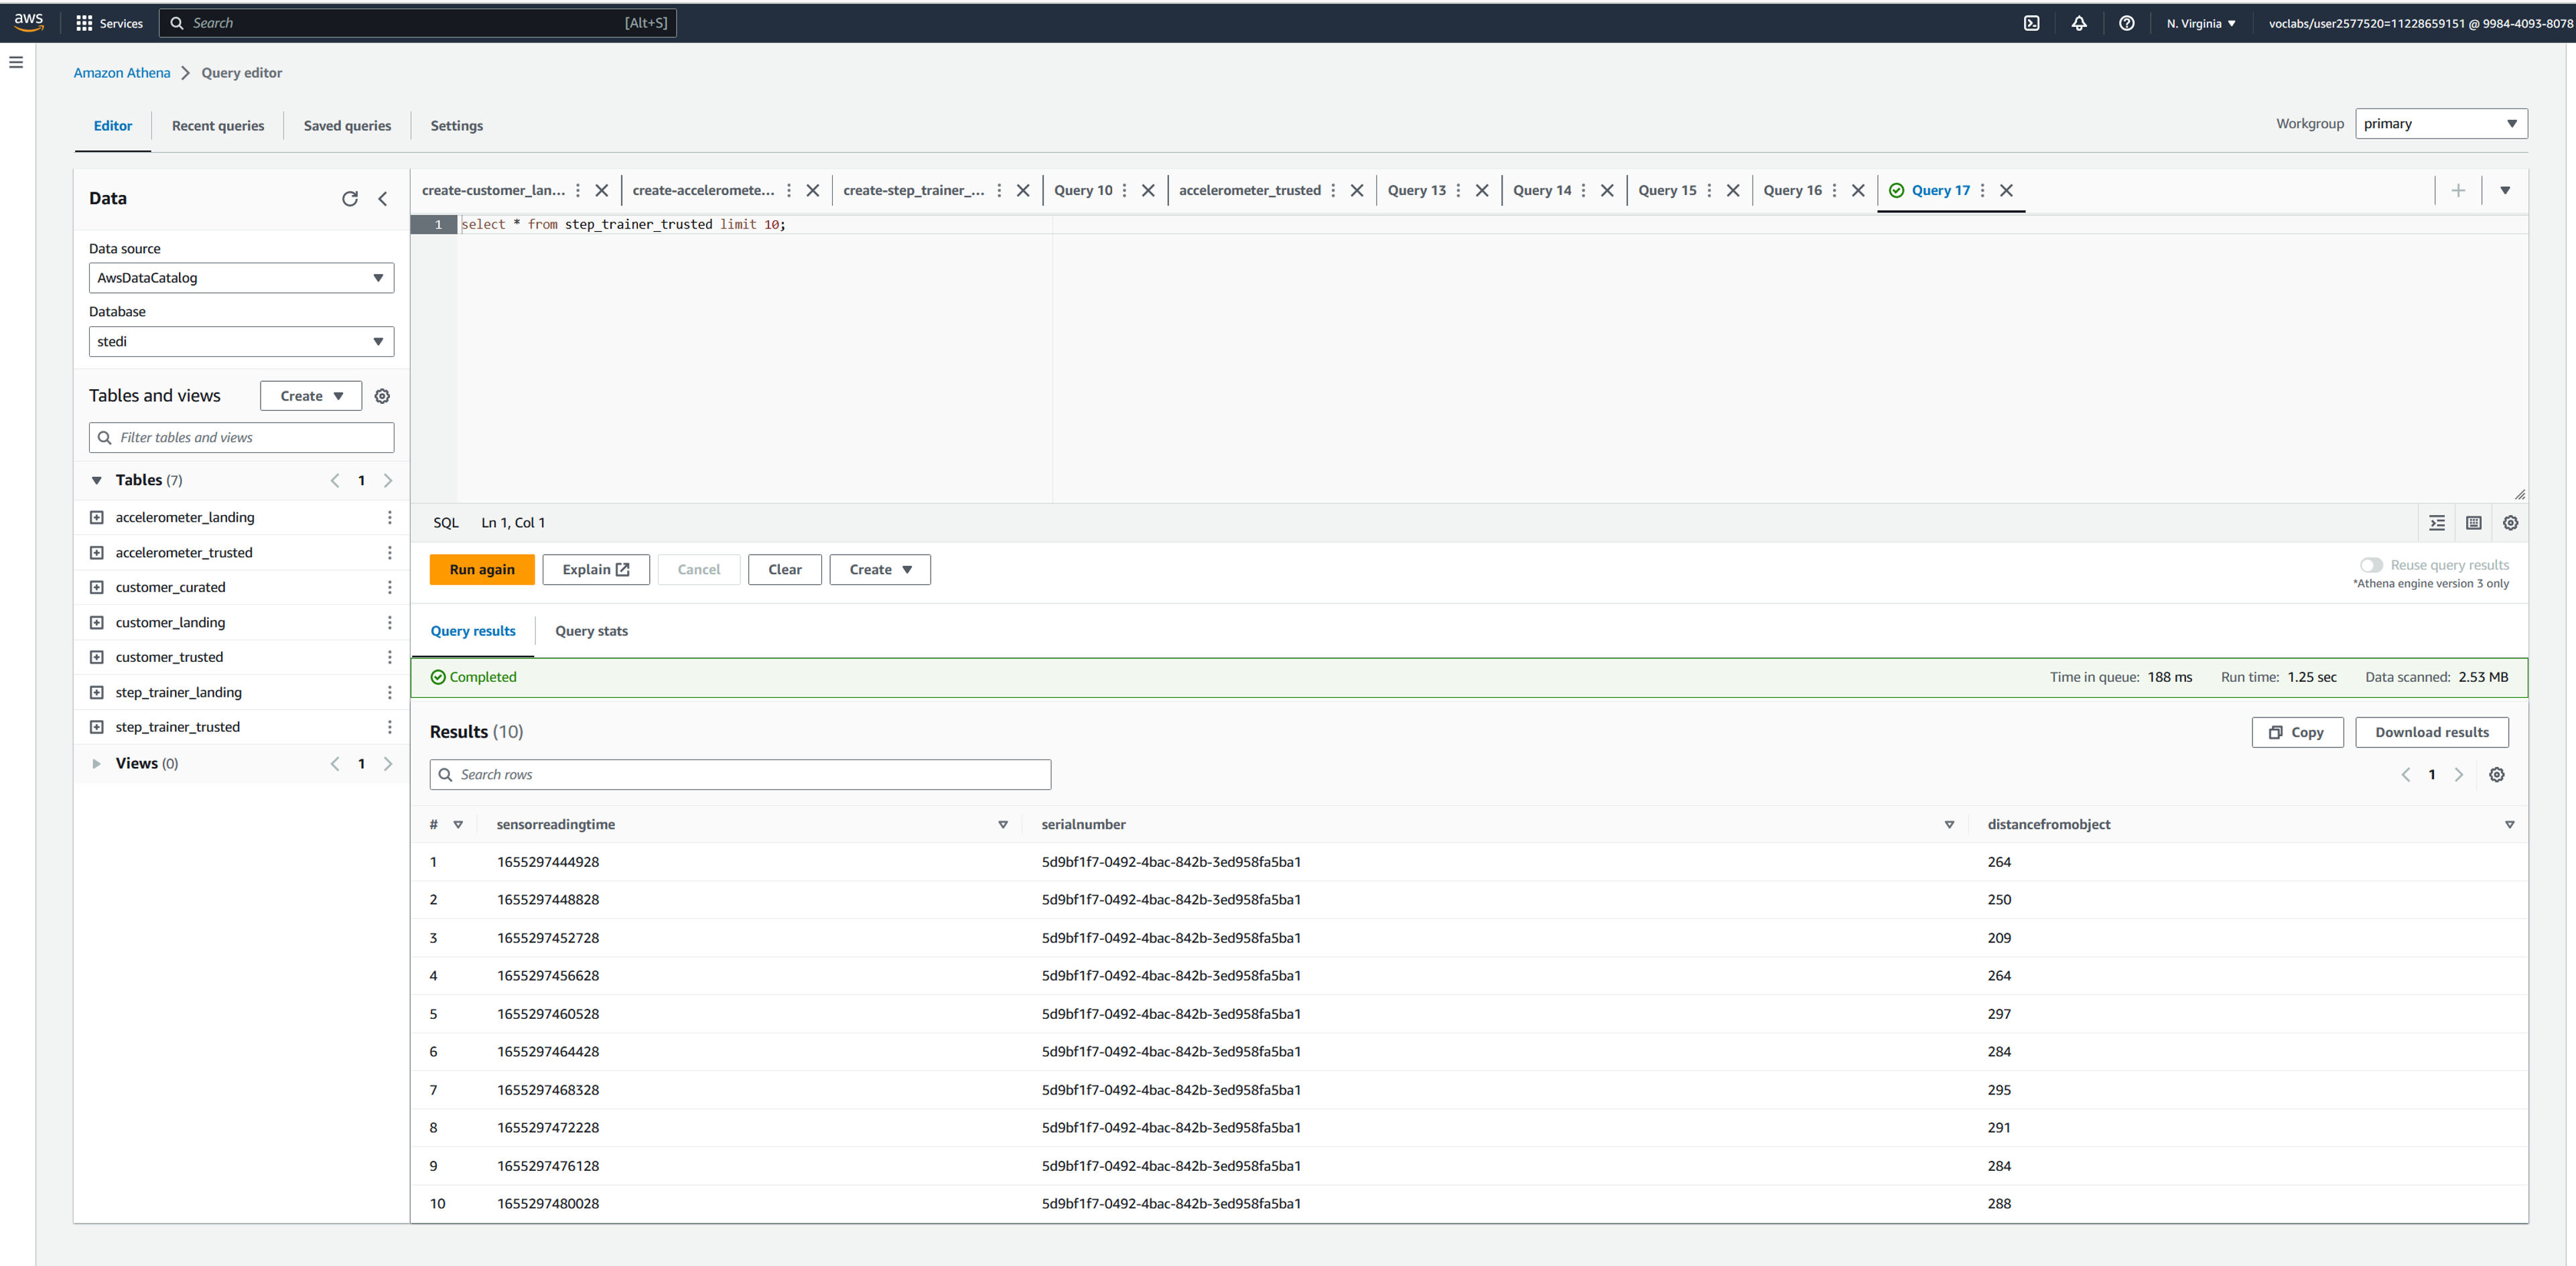 aws Services Search [Alt+S] N. Virginia voclabs/user2577520=11228659151 @ 9984-4093-8078
Amazon Athena Query editor
Editor Recent queries Saved queries Settings Workgroup primary
Data
Data source
AwsDataCatalog
Database
stedi
Tables and views Create
Filter tables and views
Tables (7) 1
accelerometer_landing
accelerometer_trusted
customer_curated
customer_landing
customer_trusted
step_trainer_landing
step_trainer_trusted
Views (0) 1
create-customer_lan... create-acceleromete... create-step_trainer_... Query 10 accelerometer_trusted Query 13 Query 14 Query 15 Query 16 Query 17
1 select * from step_trainer_trusted limit 10;
SQL Ln 1, Col 1
Run again Explain Cancel Clear Create Reuse query results
*Athena engine version 3 only
Query results Query stats
Completed Time in queue: 188 ms Run time: 1.25 sec Data scanned: 2.53 MB
Results (10) Copy Download results
Search rows 1
# sensorreadingtime serialnumber distancefromobject
1 1655297444928 5d9bf1f7-0492-4bac-842b-3ed958fa5ba1 264
2 1655297448828 5d9bf1f7-0492-4bac-842b-3ed958fa5ba1 250
3 1655297452728 5d9bf1f7-0492-4bac-842b-3ed958fa5ba1 209
4 1655297456628 5d9bf1f7-0492-4bac-842b-3ed958fa5ba1 264
5 1655297460528 5d9bf1f7-0492-4bac-842b-3ed958fa5ba1 297
6 1655297464428 5d9bf1f7-0492-4bac-842b-3ed958fa5ba1 284
7 1655297468328 5d9bf1f7-0492-4bac-842b-3ed958fa5ba1 295
8 1655297472228 5d9bf1f7-0492-4bac-842b-3ed958fa5ba1 291
9 1655297476128 5d9bf1f7-0492-4bac-842b-3ed958fa5ba1 284
10 1655297480028 5d9bf1f7-0492-4bac-842b-3ed958fa5ba1 288